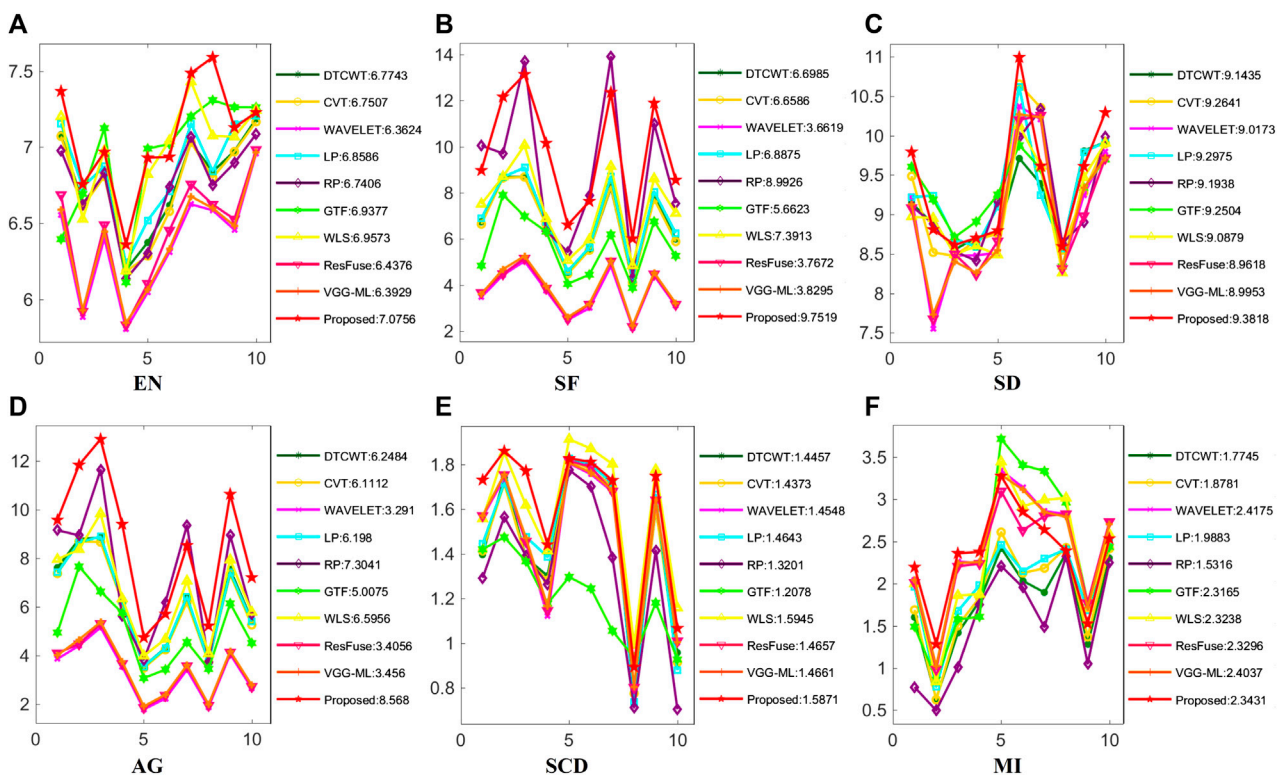 A
7.5
7
6.5
6
0
5
10
EN
DTCWT:6.7743
CVT:6.7507
WAVELET:6.3624
LP:6.8586
RP:6.7406
GTF:6.9377
WLS:6.9573
ResFuse:6.4376
VGG-ML:6.3929
Proposed:7.0756
B
14
12
10
8
6
4
2
0
5
10
SF
DTCWT:6.6985
CVT:6.6586
WAVELET:3.6619
LP:6.8875
RP:8.9926
GTF:5.6623
WLS:7.3913
ResFuse:3.7672
VGG-ML:3.8295
Proposed:9.7519
C
11
10.5
10
9.5
9
8.5
8
7.5
0
5
10
SD
DTCWT:9.1435
CVT:9.2641
WAVELET:9.0173
LP:9.2975
RP:9.1938
GTF:9.2504
WLS:9.0879
ResFuse:8.9618
VGG-ML:8.9953
Proposed:9.3818
D
12
10
8
6
4
2
0
5
10
AG
DTCWT:6.2484
CVT:6.1112
WAVELET:3.291
LP:6.198
RP:7.3041
GTF:5.0075
WLS:6.5956
ResFuse:3.4056
VGG-ML:3.456
Proposed:8.568
E
1.8
1.6
1.4
1.2
1
0.8
0
5
10
SCD
DTCWT:1.4457
CVT:1.4373
WAVELET:1.4548
LP:1.4643
RP:1.3201
GTF:1.2078
WLS:1.5945
ResFuse:1.4657
VGG-ML:1.4661
Proposed:1.5871
F
3.5
3
2.5
2
1.5
1
0.5
0
5
10
MI
DTCWT:1.7745
CVT:1.8781
WAVELET:2.4175
LP:1.9883
RP:1.5316
GTF:2.3165
WLS:2.3238
ResFuse:2.3296
VGG-ML:2.4037
Proposed:2.3431